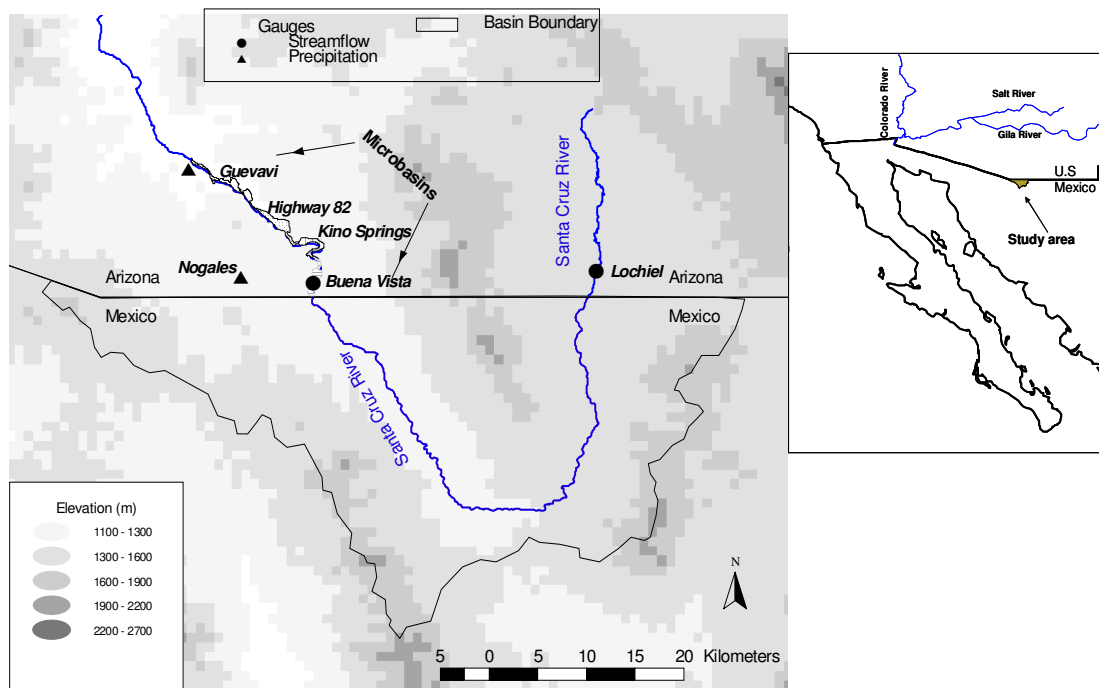 Gauges
Streamflow
Precipitation
Basin Boundary
Microbasins
Guevavi
Highway 82
Kino Springs
Nogales
Buena Vista
Lochiel
Arizona
Arizona
Mexico
Mexico
Santa Cruz River
Santa Cruz River
Elevation (m)
1100 - 1300
1300 - 1600
1600 - 1900
1900 - 2200
2200 - 2700
N
5 0 5 10 15 20 Kilometers
Colorado River
Salt River
Gila River
U.S
Mexico
Study area